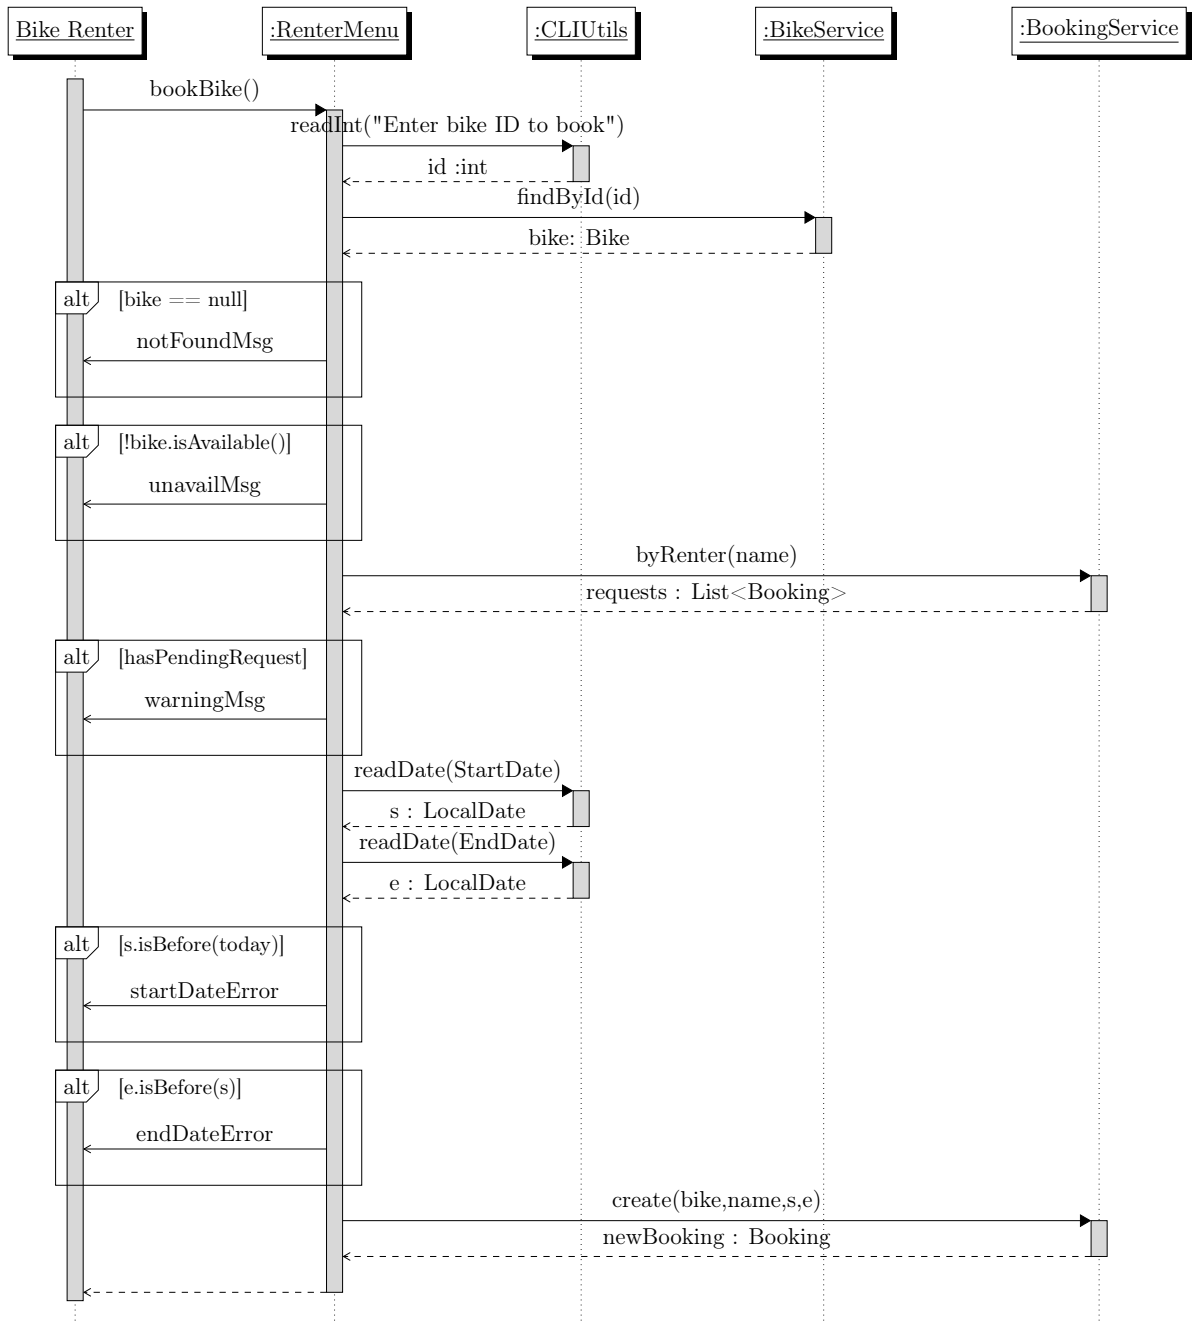 Bike Renter
:RenterMenu
:CLIUtils
:BikeService
:BookingService
bookBike()
readInt("Enter bike ID to book")
id :int
findById(id)
bike: Bike
alt [bike == null]
notFoundMsg
alt [!bike.isAvailable()]
unavailMsg
byRenter(name)
requests : List<Booking>
alt [hasPendingRequest]
warningMsg
readDate(StartDate)
s : LocalDate
readDate(EndDate)
e : LocalDate
alt [s.isBefore(today)]
startDateError
alt [e.isBefore(s)]
endDateError
create(bike,name,s,e)
newBooking : Booking